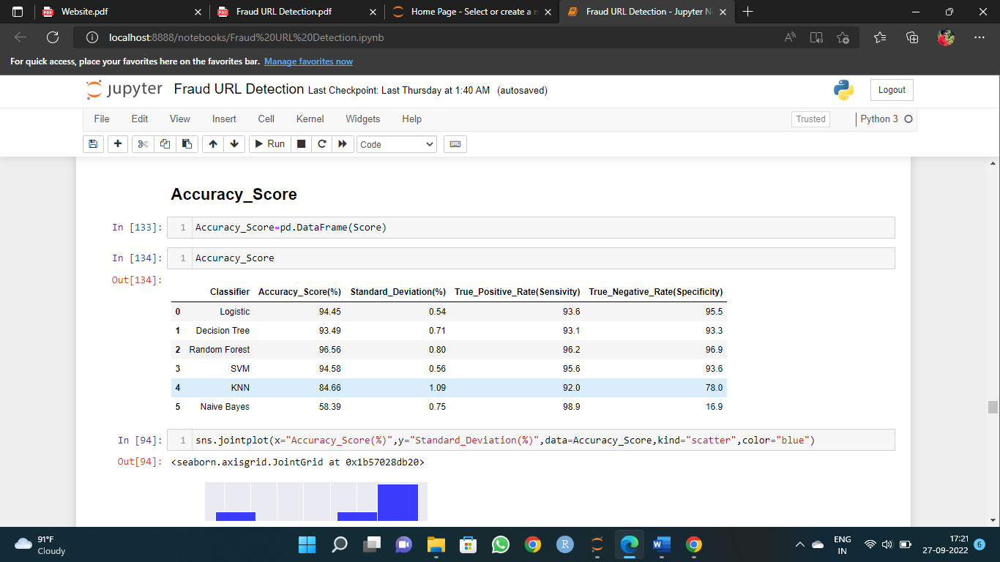 Website.pdf
Fraud URL Detection.pdf
Home Page - Select or create a n
Fraud URL Detection - Jupyter N
localhost:8888/notebooks/Fraud%20URL%20Detection.ipynb
For quick access, place your favorites here on the favorites bar. Manage favorites now
jupyter Fraud URL Detection Last Checkpoint: Last Thursday at 1:40 AM (autosaved)
Logout
File Edit View Insert Cell Kernel Widgets Help
Trusted
Python 3
Run
Code
Accuracy_Score
In [133]: 1 Accuracy_Score=pd.DataFrame(Score)
In [134]: 1 Accuracy_Score
Out[134]:
Classifier Accuracy_Score(%) Standard_Deviation(%) True_Positive_Rate(Sensivity) True_Negative_Rate(Specificity)
0 Logistic 94.45 0.54 93.6 95.5
1 Decision Tree 93.49 0.71 93.1 93.3
2 Random Forest 96.56 0.80 96.2 96.9
3 SVM 94.58 0.56 95.6 93.6
4 KNN 84.66 1.09 92.0 78.0
5 Naive Bayes 58.39 0.75 98.9 16.9
In [94]: 1 sns.jointplot(x="Accuracy_Score(%)",y="Standard_Deviation(%)",data=Accuracy_Score,kind="scatter",color="blue")
Out[94]: <seaborn.axisgrid.JointGrid at 0x1b57028db20>
91°F
Cloudy
ENG
IN
17:21
27-09-2022
6